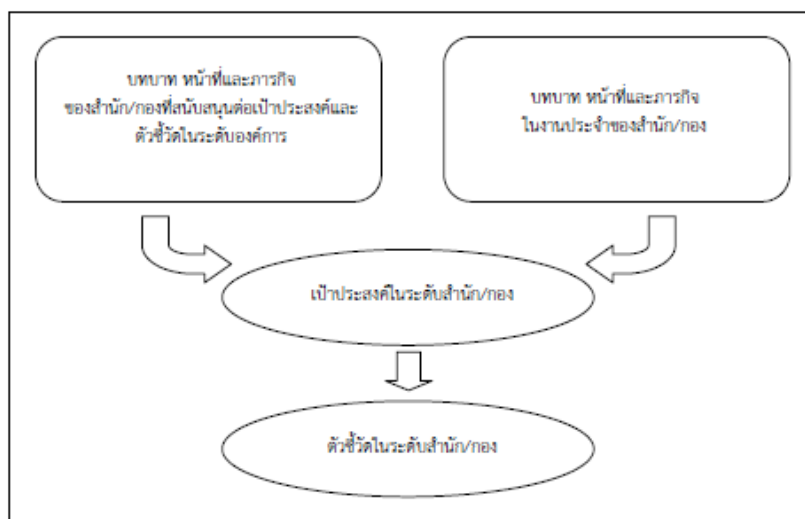 บทบาท หน้าที่และภารกิจ
ของสำนัก/กองที่สนับสนุนต่อเป้าประสงค์และ
ตัวชี้วัดในระดับองค์การ
บทบาท หน้าที่และภารกิจ
ในงานประจำของสำนัก/กอง
เป้าประสงค์ในระดับสำนัก/กอง
ตัวชี้วัดในระดับสำนัก/กอง